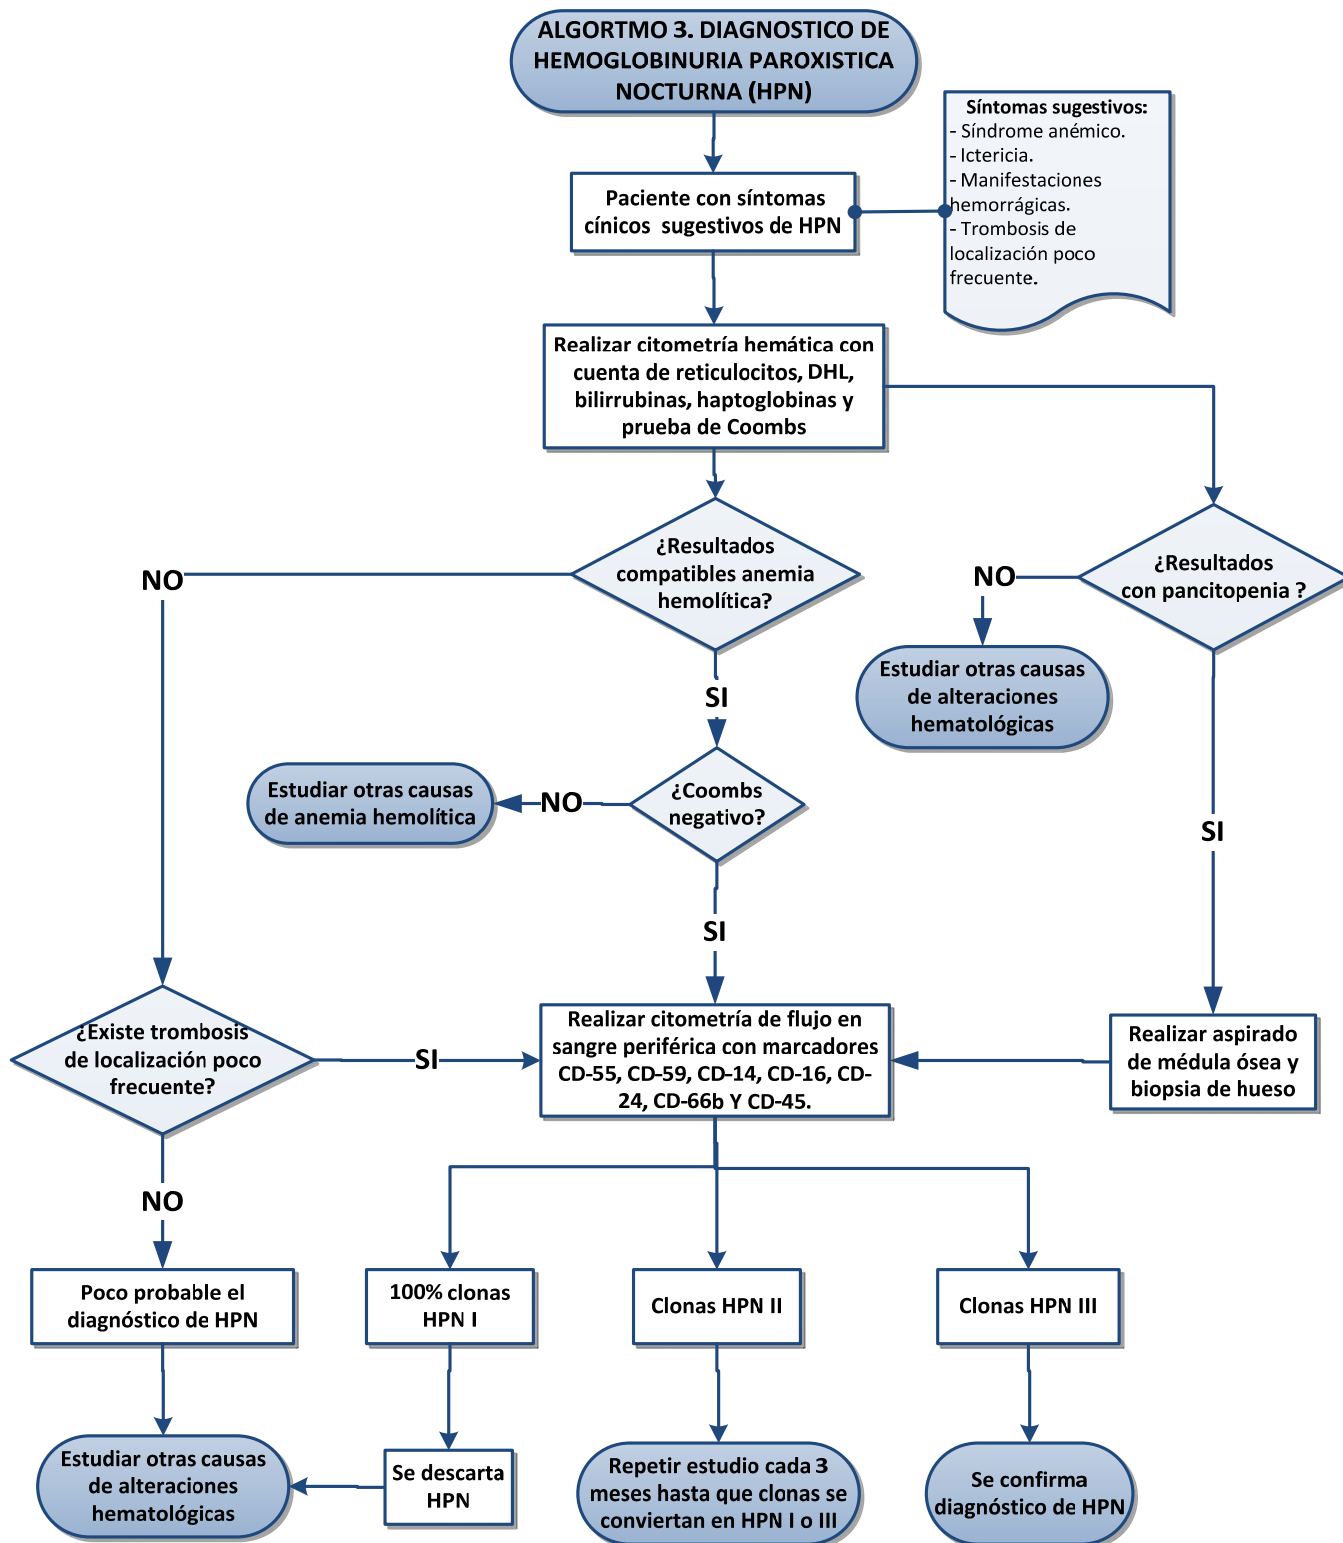 ALGORTMO 3. DIAGNOSTICO DE
HEMOGLOBINURIA PAROXISTICA
NOCTURNA (HPN)
Síntomas sugestivos:
- Síndrome anémico.
- Ictericia.
- Manifestaciones
hemorrágicas.
- Trombosis de
localización poco
frecuente.
Paciente con síntomas
cínicos sugestivos de HPN
Realizar citometría hemática con
cuenta de reticulocitos, DHL,
bilirrubinas, haptoglobinas y
prueba de Coombs
¿Resultados
compatibles anemia
hemolítica?
NO
¿Resultados
con pancitopenia ?
NO
Estudiar otras causas
de alteraciones
hematológicas
SI
¿Coombs
negativo?
NO
Estudiar otras causas
de anemia hemolítica
SI
SI
¿Existe trombosis
de localización poco
frecuente?
SI
Realizar citometría de flujo en
sangre periférica con marcadores
CD-55, CD-59, CD-14, CD-16, CD-
24, CD-66b Y CD-45.
Realizar aspirado
de médula ósea y
biopsia de hueso
NO
Poco probable el
diagnóstico de HPN
100% clonas
HPN I
Clonas HPN II
Clonas HPN III
Estudiar otras causas
de alteraciones
hematológicas
Se descarta
HPN
Repetir estudio cada 3
meses hasta que clonas se
conviertan en HPN I o III
Se confirma
diagnóstico de HPN